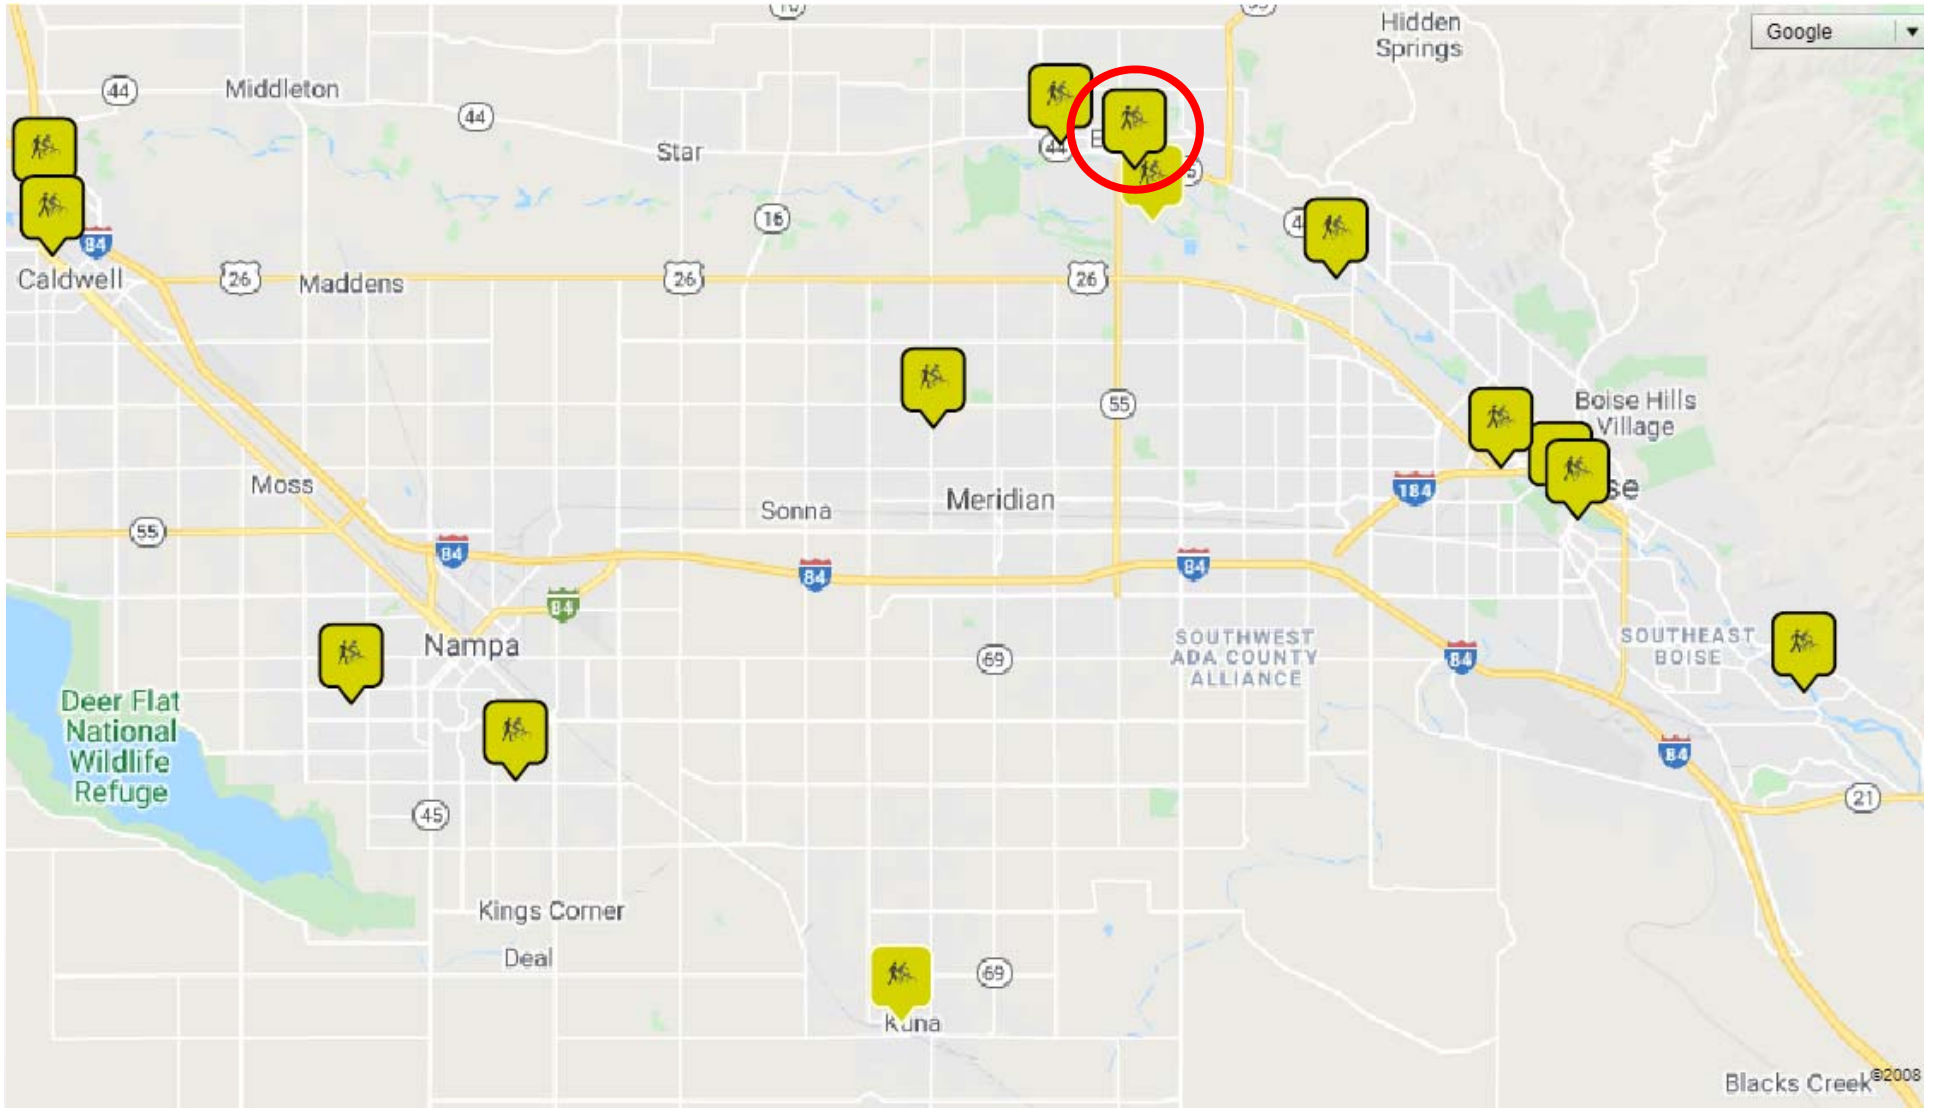 Hidden
Springs
Google
44
Middleton
44
Star
44
16
84
Caldwell
26
Maddens
26
26
55
Boise Hills
Village
Moss
Sonna
Meridian
184
55
84
84
84
84
Nampa
69
SOUTHWEST
ADA COUNTY
ALLIANCE
84
SOUTHEAST
BOISE
Deer Flat
National
Wildlife
Refuge
84
45
21
Kings Corner
Deal
69
Kuna
Blacks Creek
©2008